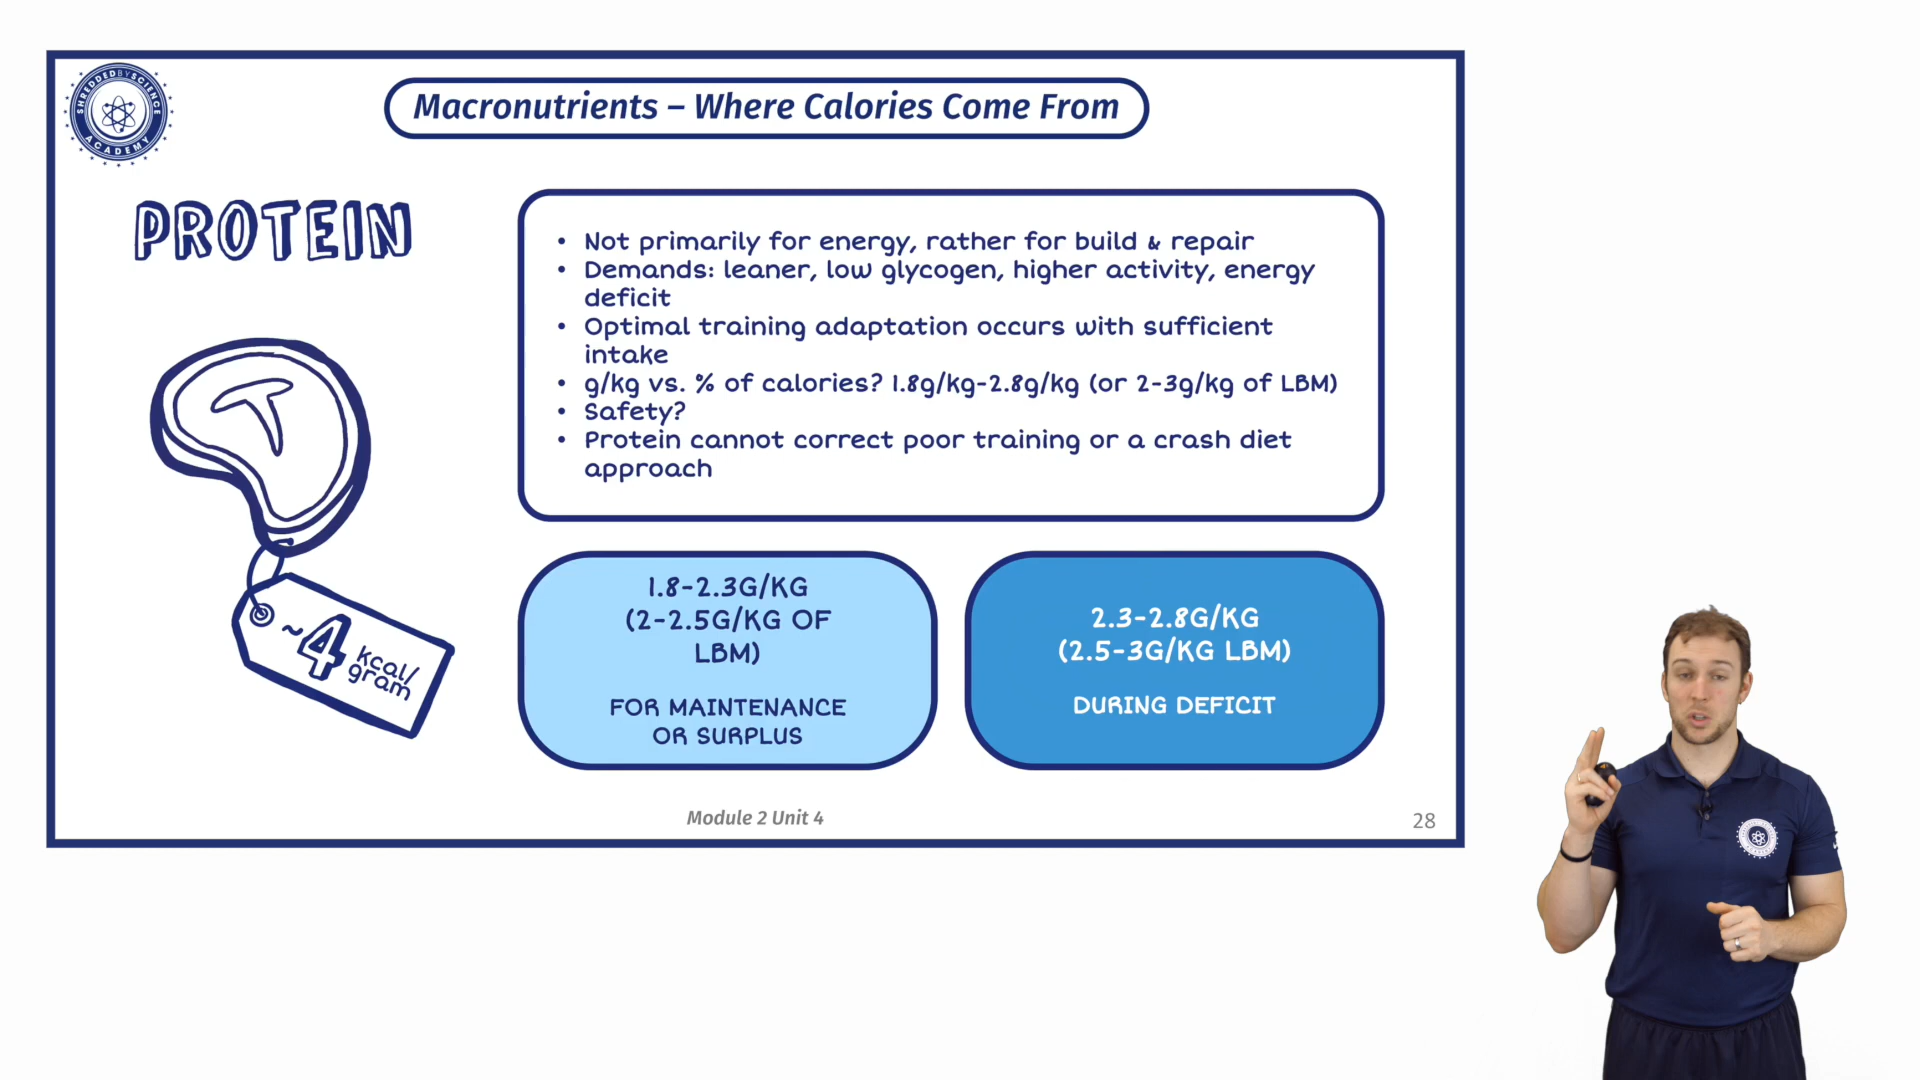 SHREDDEDBYSCIENCE
ACADEMY
Macronutrients – Where Calories Come From
PROTEIN
~4 kcal/
gram
• Not primarily for energy, rather for build & repair
• Demands: leaner, low glycogen, higher activity, energy
deficit
• Optimal training adaptation occurs with sufficient
intake
• g/kg vs. % of calories? 1.8g/kg-2.8g/kg (or 2-3g/kg of LBM)
• Safety?
• Protein cannot correct poor training or a crash diet
approach
1.8-2.3G/KG
(2-2.5G/KG OF
LBM)
FOR MAINTENANCE
OR SURPLUS
2.3-2.8G/KG
(2.5-3G/KG LBM)
DURING DEFICIT
Module 2 Unit 4
28